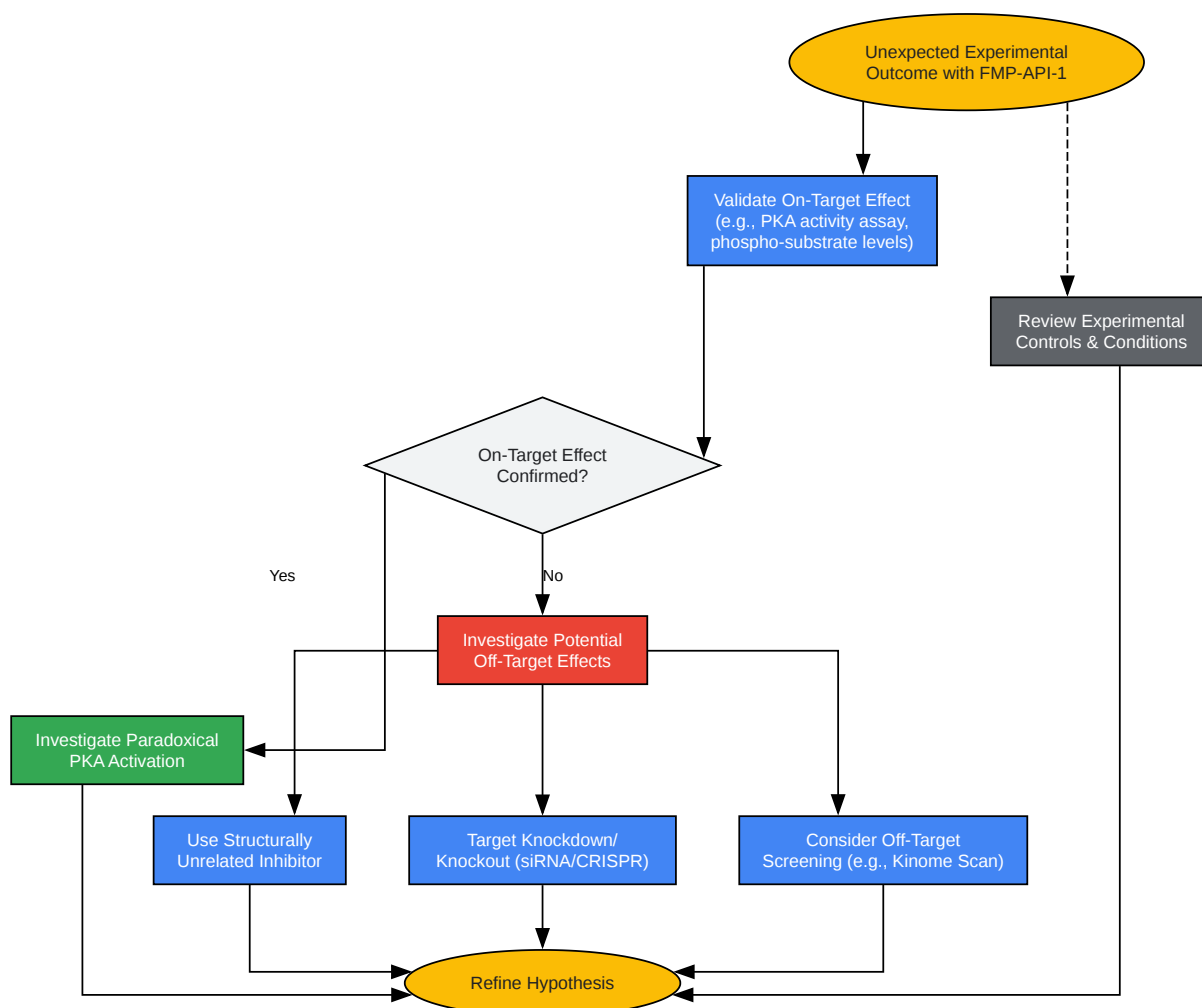 Unexpected Experimental
Outcome with FMP-API-1
Validate On-Target Effect
(e.g., PKA activity assay,
phospho-substrate levels)
Review Experimental
Controls & Conditions
On-Target Effect
Confirmed?
Yes
No
Investigate Potential
Off-Target Effects
Investigate Paradoxical
PKA Activation
Use Structurally
Unrelated Inhibitor
Target Knockdown/
Knockout (siRNA/CRISPR)
Consider Off-Target
Screening (e.g., Kinome Scan)
Refine Hypothesis